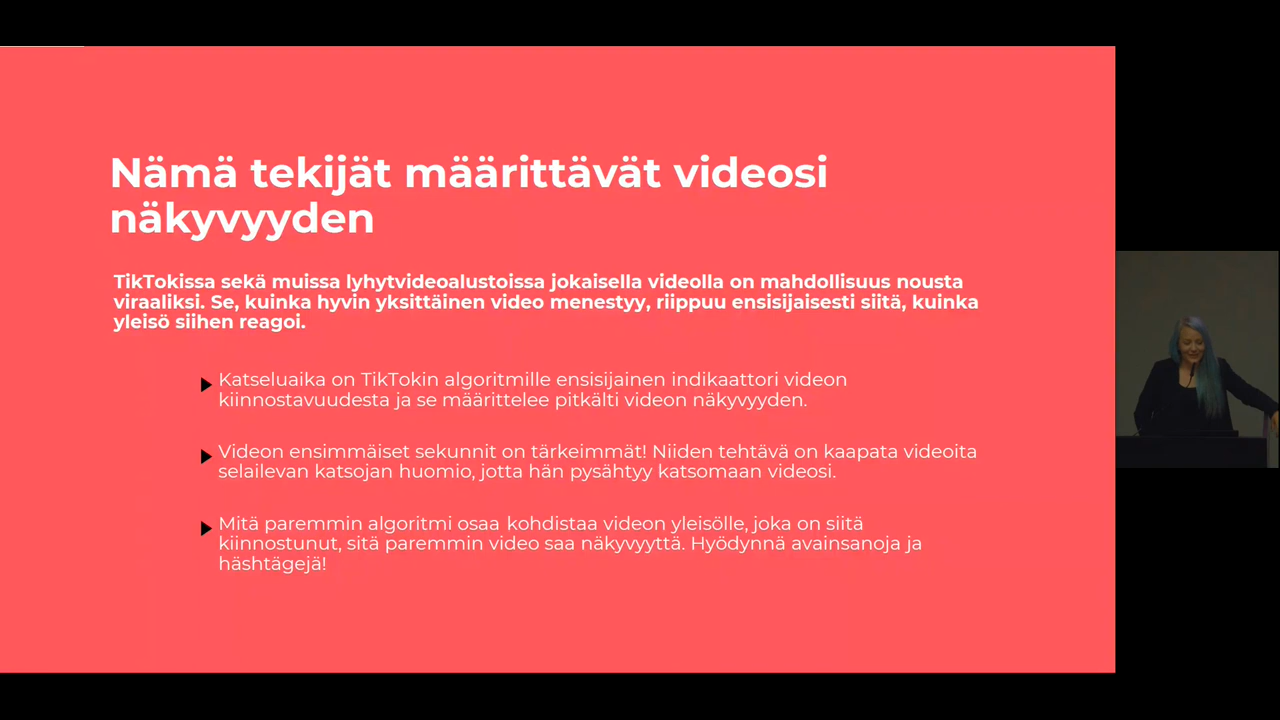 Nämä tekijät määrittävät videosi
näkyvyyden
TikTokissa sekä muissa lyhytvideoalustoissa jokaisella videolla on mahdollisuus nousta
viraaliksi. Se, kuinka hyvin yksittäinen video menestyy, riippuu ensisijaisesti siitä, kuinka
yleisö siihen reagoi.
Katseluaika on TikTokin algoritmille ensisijainen indikaattori videon
kiinnostavuudesta ja se määrittelee pitkälti videon näkyvyyden.
Videon ensimmäiset sekunnit on tärkeimmät! Niiden tehtävä on kaapata videoita
selailevan katsojan huomio, jotta hän pysähtyy katsomaan videosi.
Mitä paremmin algoritmi osaa kohdistaa videon yleisölle, joka on siitä
kiinnostunut, sitä paremmin video saa näkyvyyttä. Hyödynnä avainsanoja ja
häshtägejä!